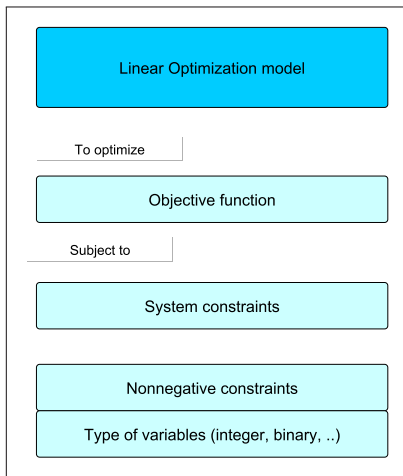 Linear Optimization model
To optimize
Objective function
Subject to
System constraints
Nonnegative constraints
Type of variables (integer, binary, ..)